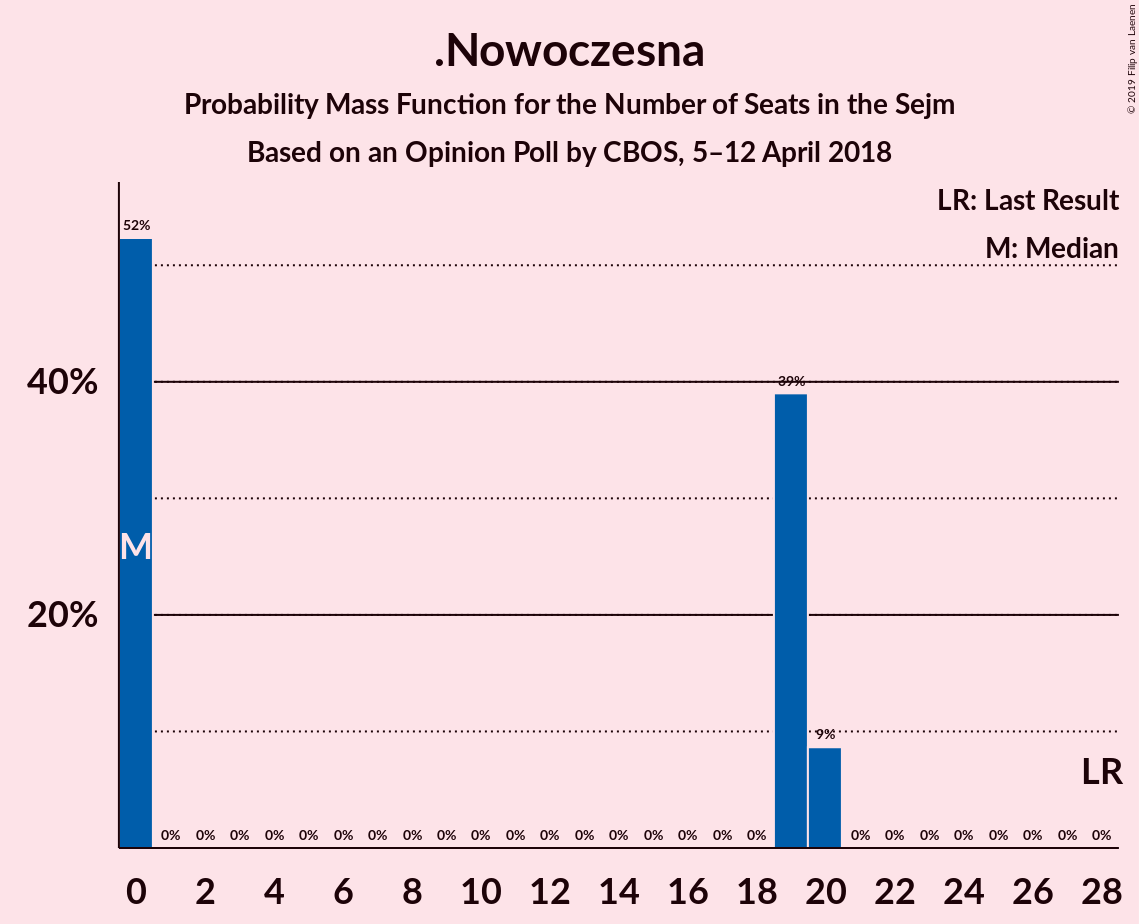 .Nowoczesna
Probability Mass Function for the Number of Seats in the Sejm
Based on an Opinion Poll by CBOS, 5–12 April 2018
© 2019 Filip van Laenen
LR: Last Result
M: Median
52%
40%
39%
M
20%
9%
LR
0% 0% 0% 0% 0% 0% 0% 0% 0% 0% 0% 0% 0% 0% 0% 0% 0% 0% 0% 0% 0% 0% 0% 0% 0% 0%
0 2 4 6 8 10 12 14 16 18 20 22 24 26 28